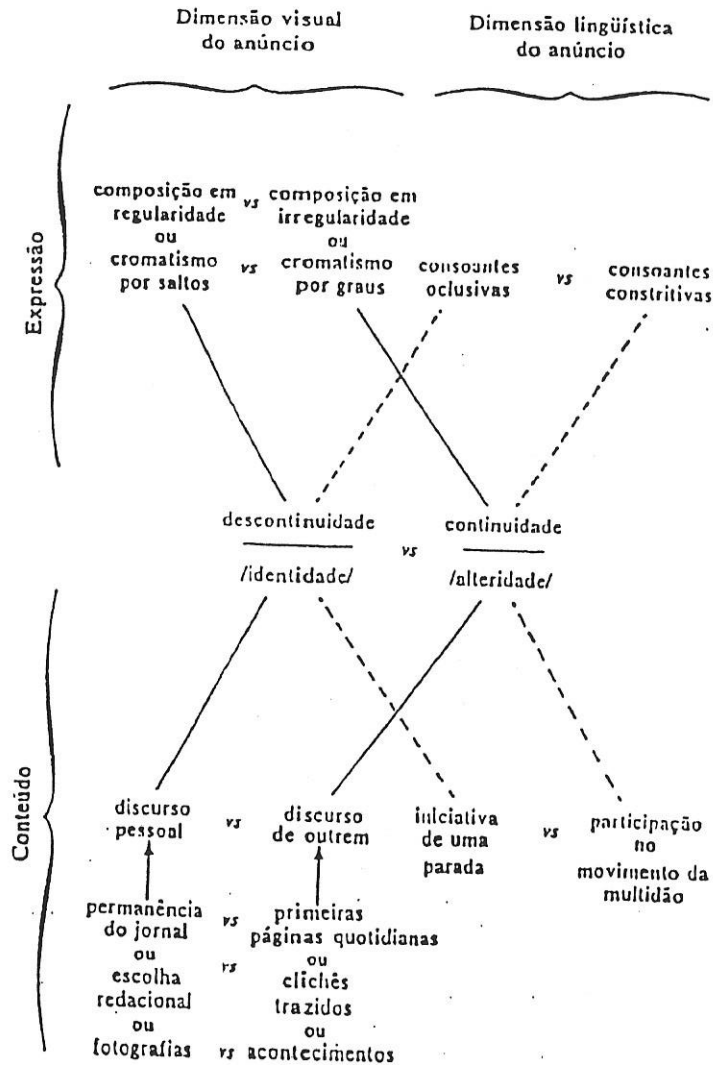 Dimensão visual
do anúncio
Dimensão lingüística
do anúncio
Expressão
composição em
regularidade
ou
cromatismo
por saltos
vs
vs
composição em
irregularidade
ou
cromatismo
por graus
consoantes
oclusivas
vs
consoantes
constritivas
descontinuidade
/identidade/
vs
continuidade
/alteridade/
Conteúdo
discurso
pessoal
vs
discurso
de outrem
iniciativa
de uma
parada
vs
participação
no
movimento da
multidão
permanência
do jornal
ou
escolha
redacional
ou
fotografias
vs
vs
vs
primeiras
páginas quotidianas
ou
clichês
trazidos
ou
acontecimentos